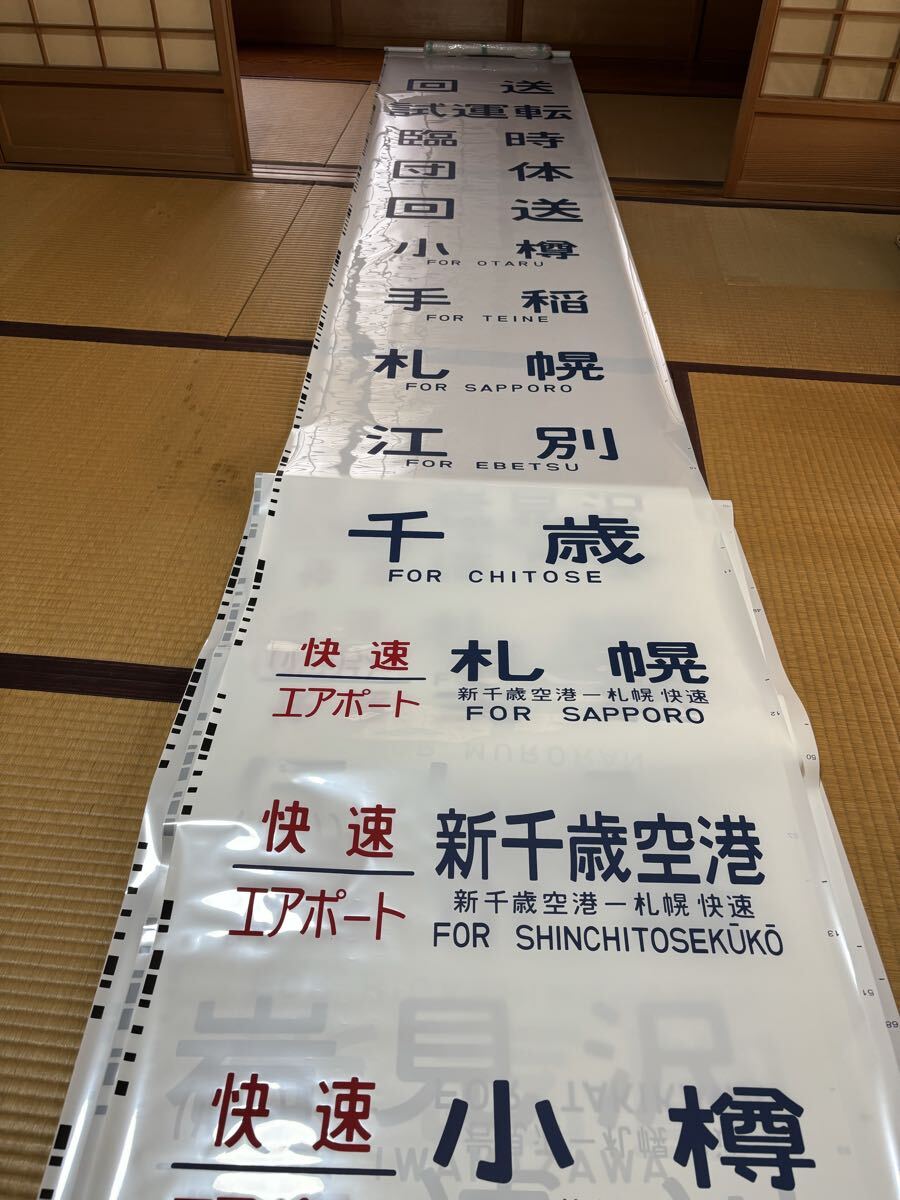 回送
試運転
臨時
団体
回送
小樽
FOR OTARU
手稲
FOR TEINE
札幌
FOR SAPPORO
江別
FOR EBETSU
千歳
FOR CHITOSE
快速 札幌
エアポート 新千歳空港ー札幌 快速
FOR SAPPORO
快速 新千歳空港
エアポート 新千歳空港ー札幌 快速
FOR SHINCHITOSEKŪKŌ
快速 小樽